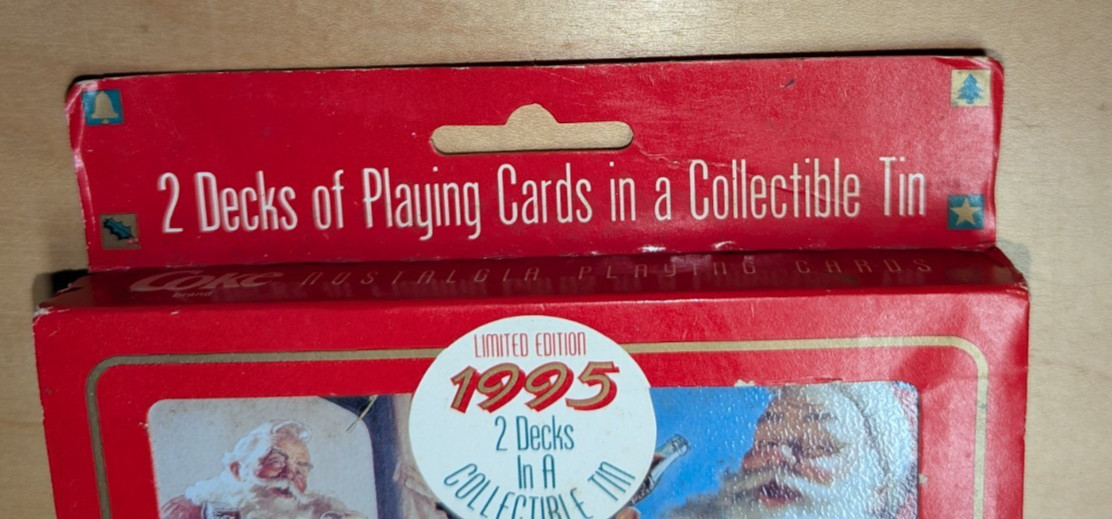 2 Decks of Playing Cards in a Collectible Tin
Coke NOSTALGIA PLAYING CARDS
brand
LIMITED EDITION
1995
2 Decks
In A
COLLECTIBLE TIN